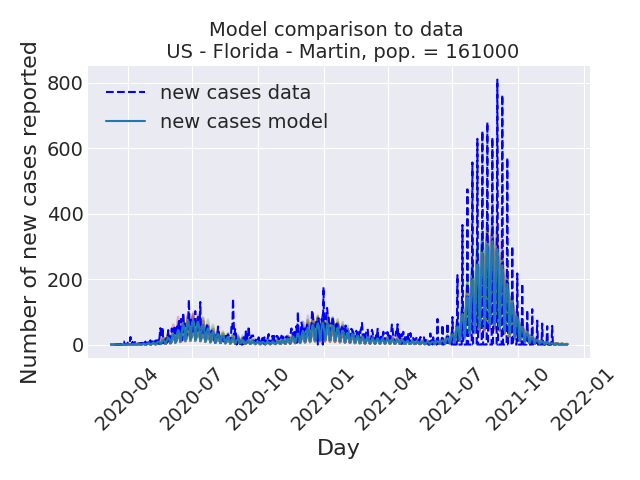 Model comparison to data
US - Florida - Martin, pop. = 161000
Number of new cases reported
800
600
400
200
0
new cases data
new cases model
2020-04
2020-07
2020-10
2021-01
2021-04
2021-07
2021-10
2022-01
Day